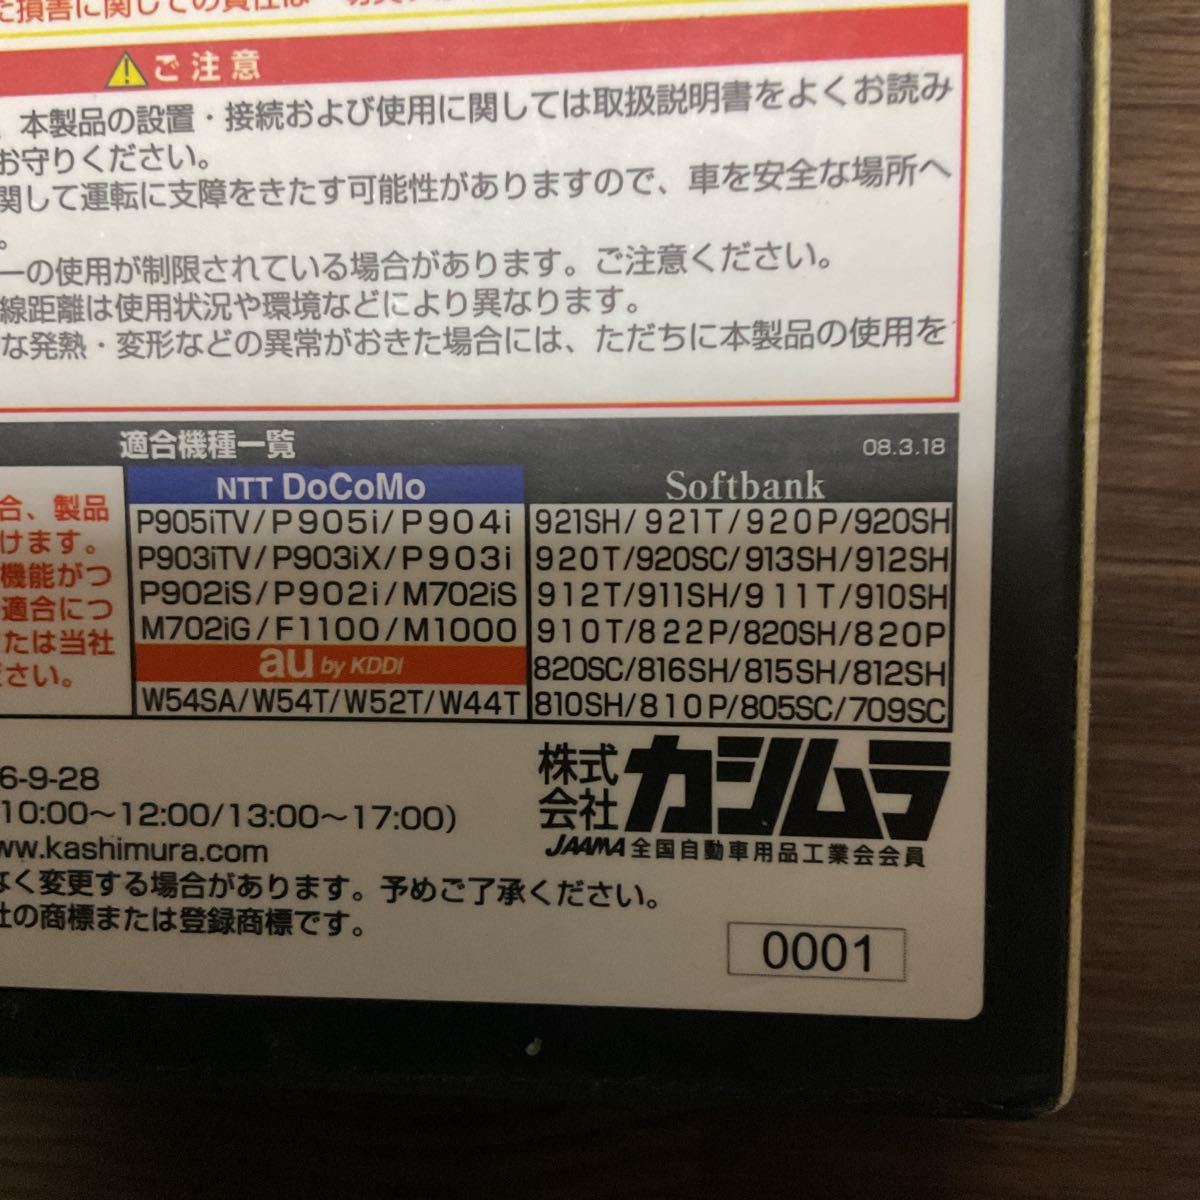 た損害に関しての責任は一切負
ご注意
、本製品の設置・接続および使用に関しては取扱説明書をよくお読み
お守りください。
関して運転に支障をきたす可能性がありますので、車を安全な場所へ
。
ーの使用が制限されている場合があります。ご注意ください。
線距離は使用状況や環境などにより異なります。
な発熱・変形などの異常がおきた場合には、ただちに本製品の使用を
適合機種一覧
08.3.18
合、製品
けます。
機能がつ
適合につ
たは当社
ださい。
NTT DoCoMo
P905iTV/P905i/P904i
P903iTV/P903iX/P903i
P902iS/P902i/M702iS
M702iG/F1100/M1000
au by KDDI
W54SA/W54T/W52T/W44T
Softbank
921SH/921T/920P/920SH
920T/920SC/913SH/912SH
912T/911SH/911T/910SH
910T/822P/820SH/820P
820SC/816SH/815SH/812SH
810SH/810P/805SC/709SC
6-9-28
10:00〜12:00/13:00〜17:00)
ww.kashimura.com
株式会社 カシムラ
JAAMA 全国自動車用品工業会会員
なく変更する場合があります。予めご了承ください。
社の商標または登録商標です。
0001